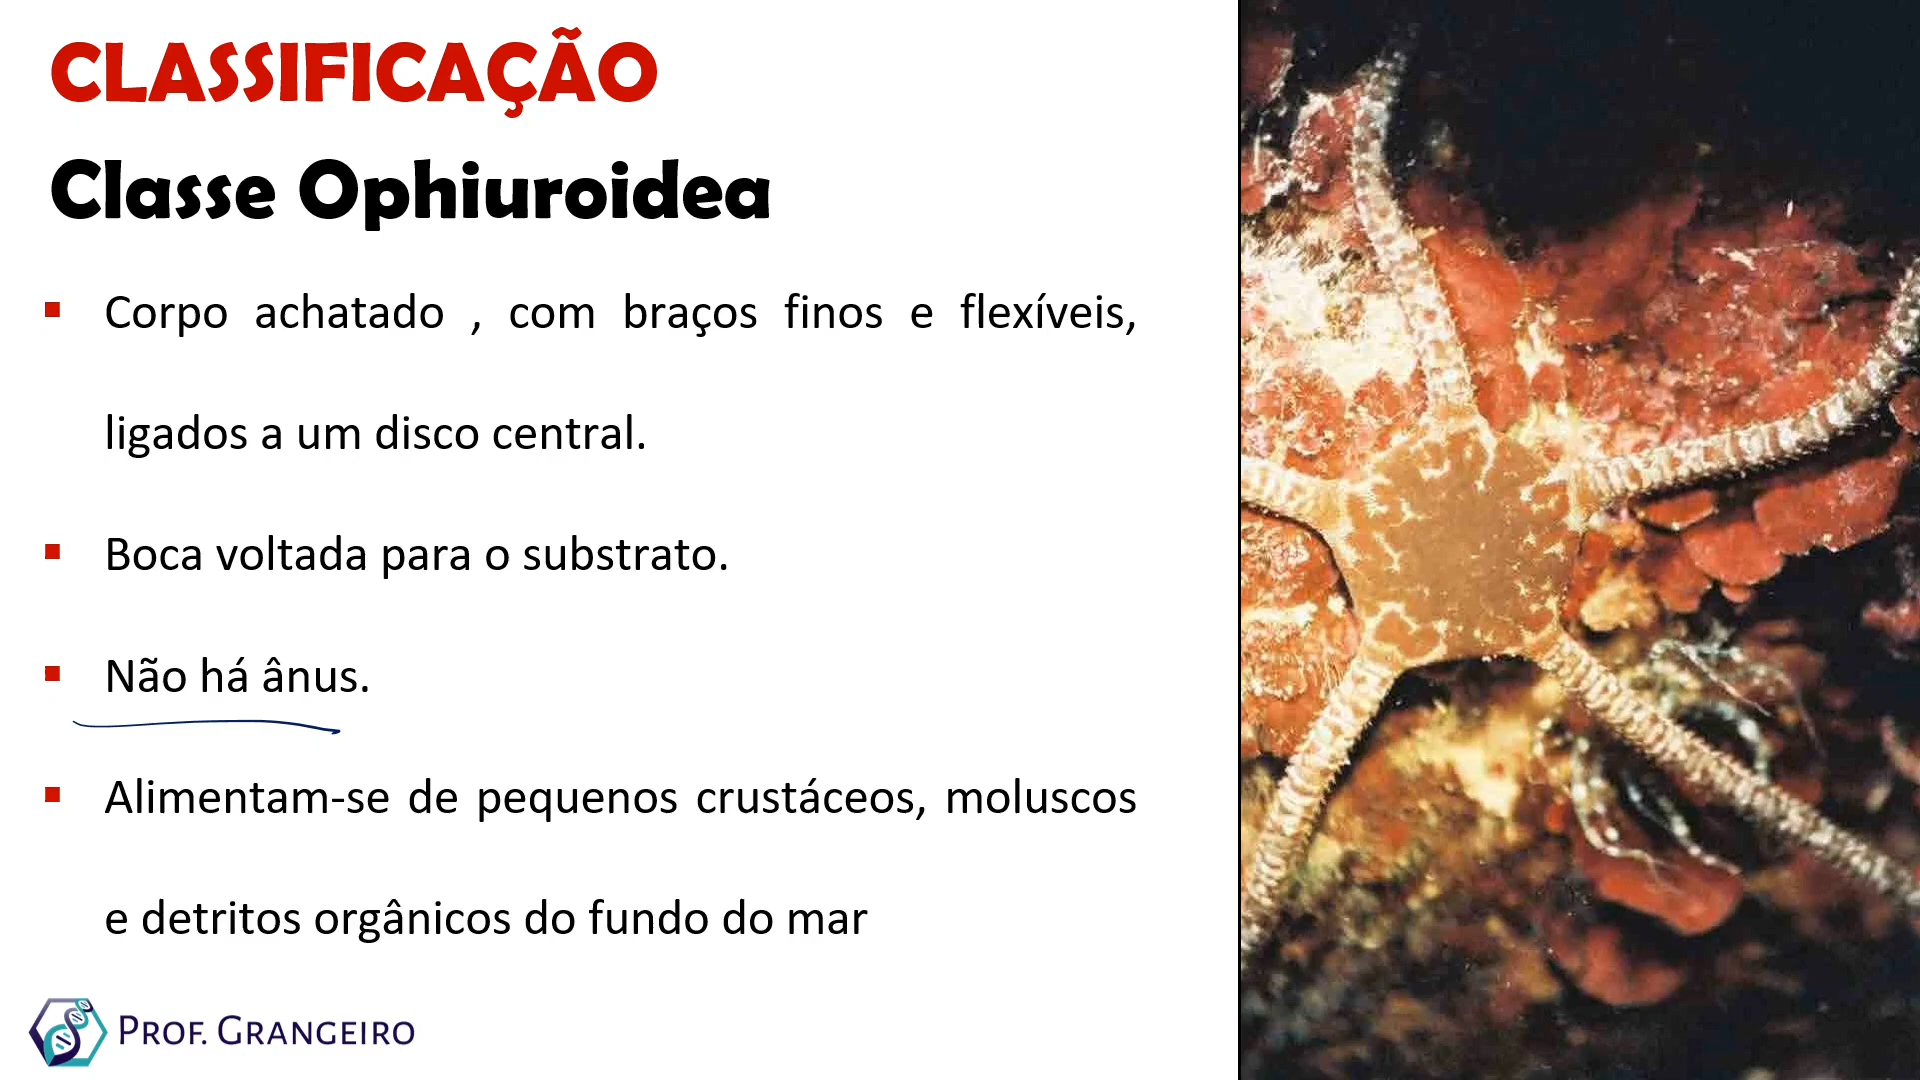 CLASSIFICAÇÃO
Classe Ophiuroidea
▪ Corpo achatado , com braços finos e flexíveis,
ligados a um disco central.
▪ Boca voltada para o substrato.
▪ Não há ânus.
▪ Alimentam-se de pequenos crustáceos, moluscos
e detritos orgânicos do fundo do mar
PROF. GRANGEIRO